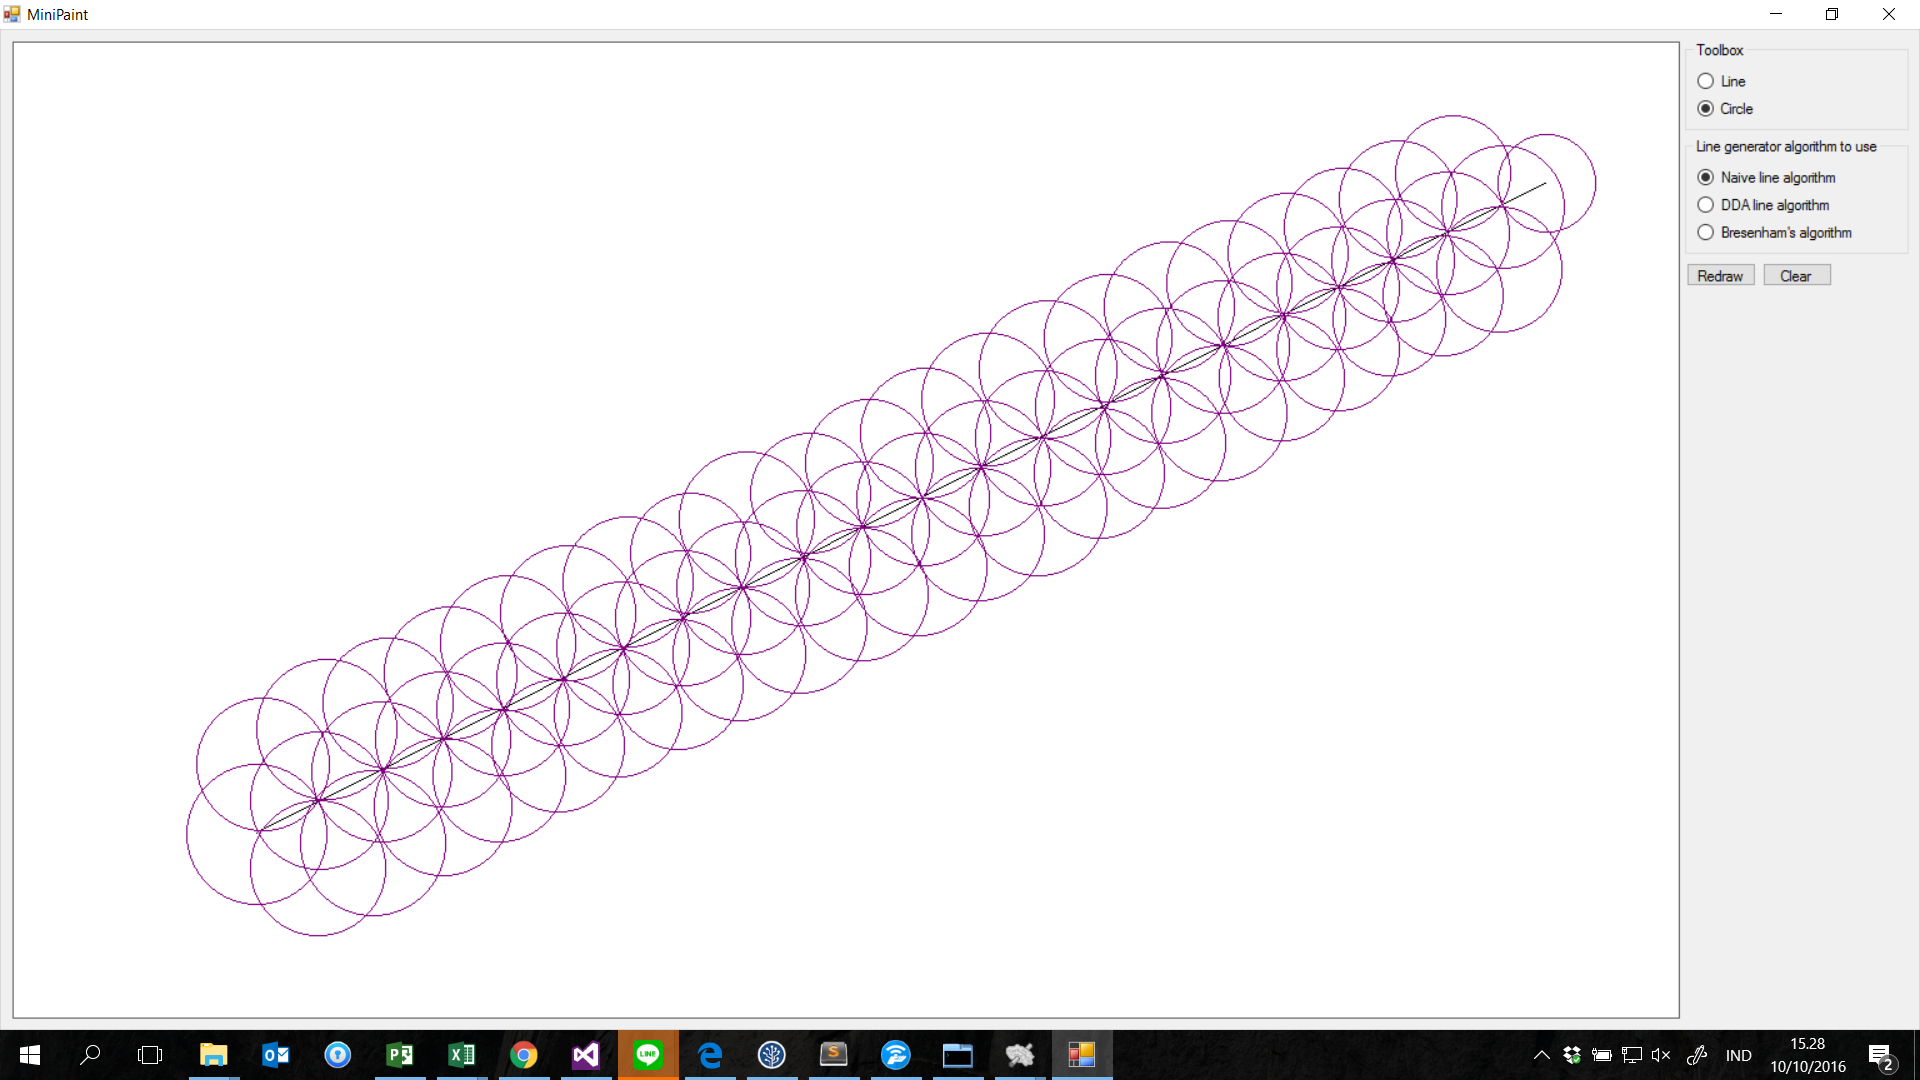 MiniPaint
Toolbox
Line
Circle
Line generator algorithm to use
Naive line algorithm
DDA line algorithm
Bresenham's algorithm
Redraw
Clear
LINE
IND
15.28
10/10/2016
2